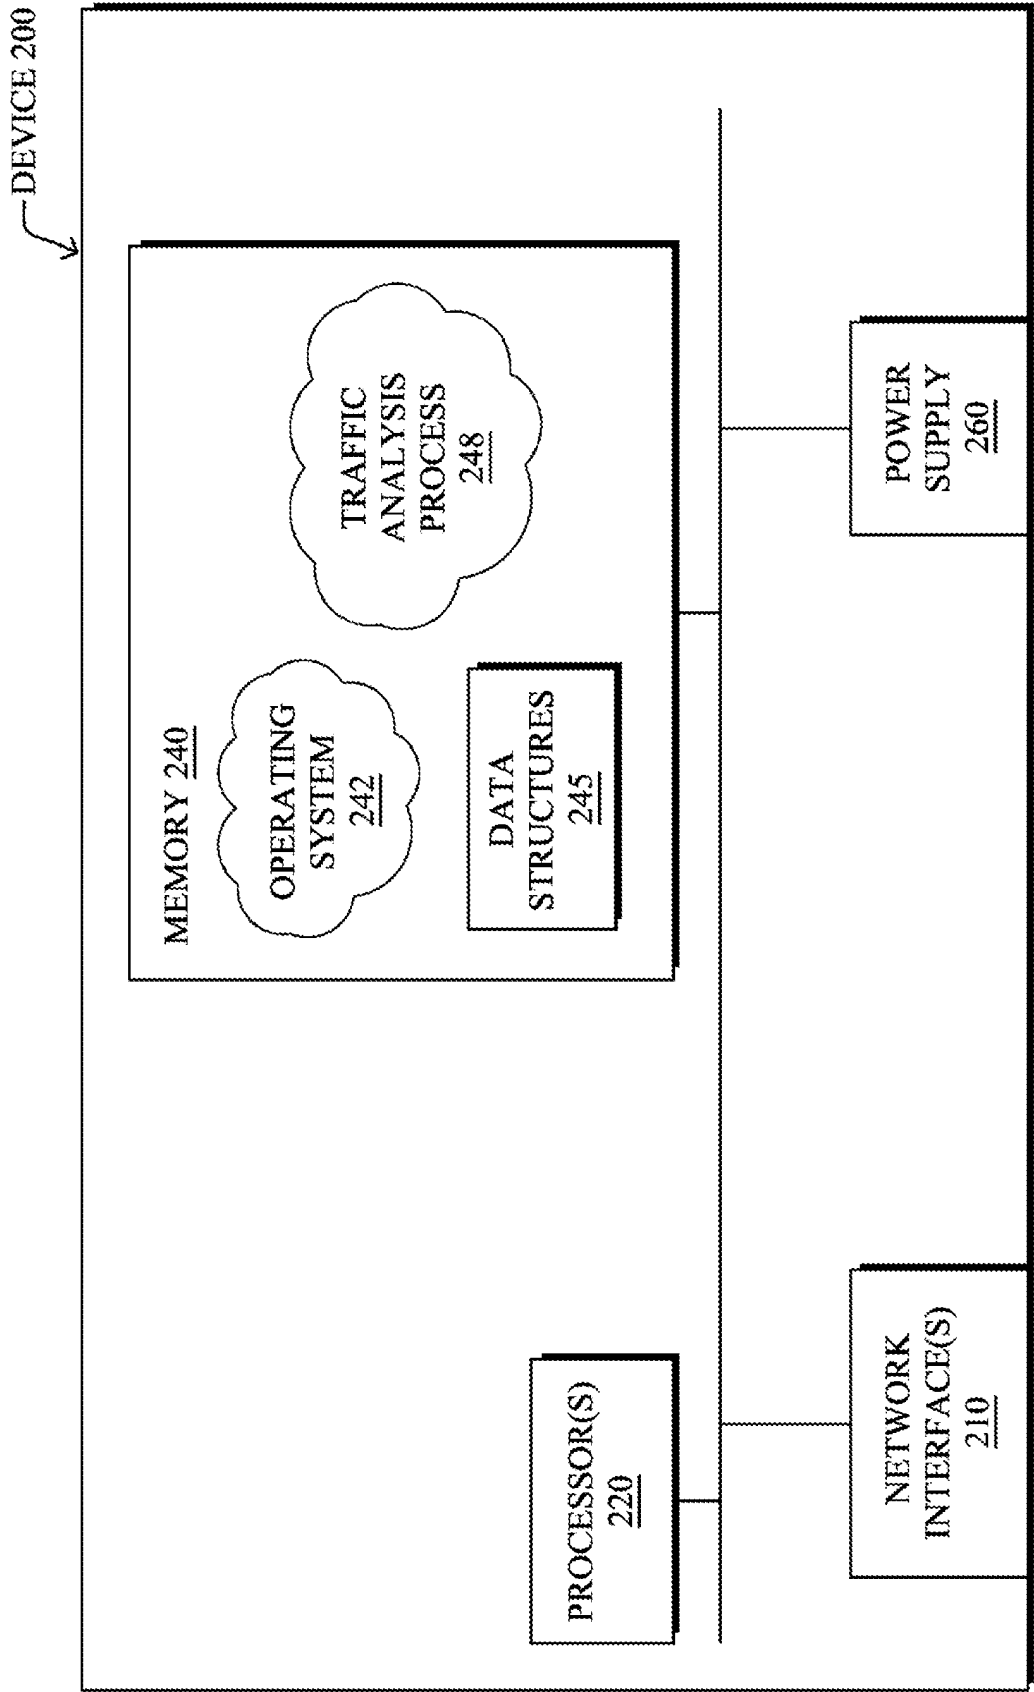 DEVICE 200
MEMORY 240
OPERATING
SYSTEM
242
TRAFFIC
ANALYSIS
PROCESS
248
DATA
STRUCTURES
245
PROCESSOR(S)
220
NETWORK
INTERFACE(S)
210
POWER
SUPPLY
260